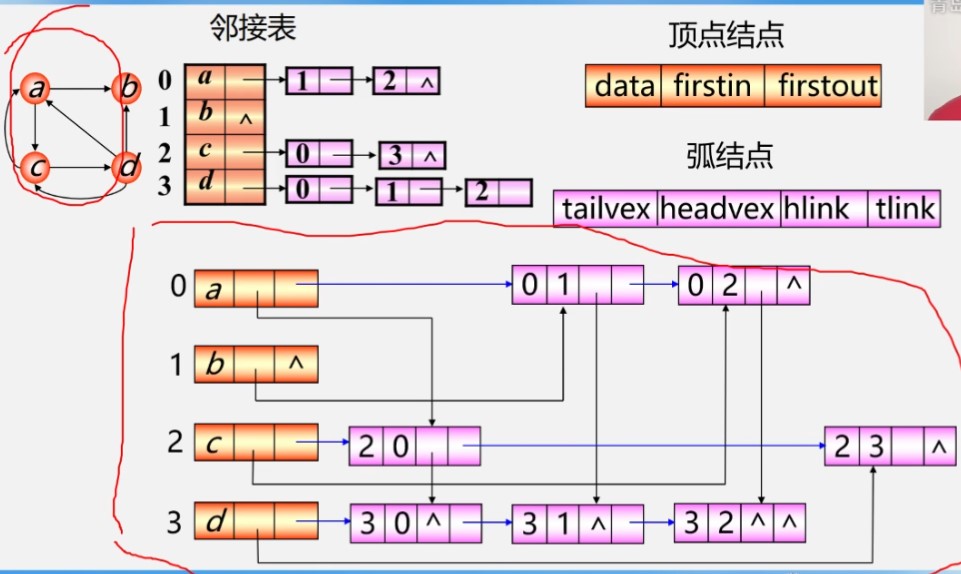 邻接表
顶点结点
data firstin firstout
弧结点
tailvex headvex hlink tlink
a b
c d
0 a 1 2 ^
1 b ^
2 c 0 3 ^
3 d 0 1 2
0 a 0 1 0 2 ^
1 b ^
2 c 2 0 2 3 ^
3 d 3 0 ^ 3 1 ^ 3 2 ^ ^